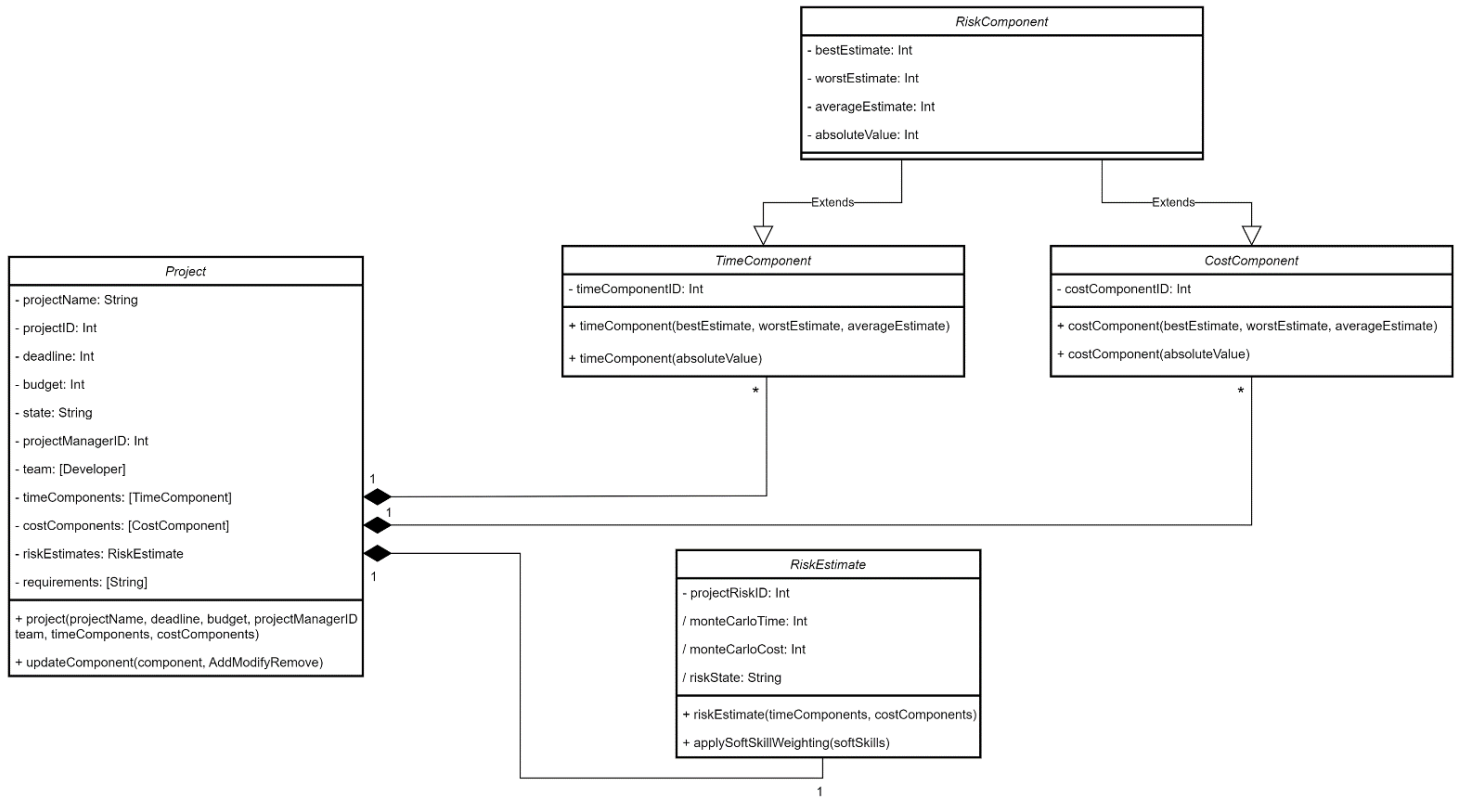 RiskComponent
- bestEstimate: Int
- worstEstimate: Int
- averageEstimate: Int
- absoluteValue: Int
Extends
Extends
Project
- projectName: String
- projectID: Int
- deadline: Int
- budget: Int
- state: String
- projectManagerID: Int
- team: [Developer]
- timeComponents: [TimeComponent]
- costComponents: [CostComponent]
- riskEstimates: RiskEstimate
- requirements: [String]
+ project(projectName, deadline, budget, projectManagerID
team, timeComponents, costComponents)
+ updateComponent(component, AddModifyRemove)
TimeComponent
- timeComponentID: Int
+ timeComponent(bestEstimate, worstEstimate, averageEstimate)
+ timeComponent(absoluteValue)
CostComponent
- costComponentID: Int
+ costComponent(bestEstimate, worstEstimate, averageEstimate)
+ costComponent(absoluteValue)
*
*
1
1
1
RiskEstimate
- projectRiskID: Int
/ monteCarloTime: Int
/ monteCarloCost: Int
/ riskState: String
+ riskEstimate(timeComponents, costComponents)
+ applySoftSkillWeighting(softSkills)
1